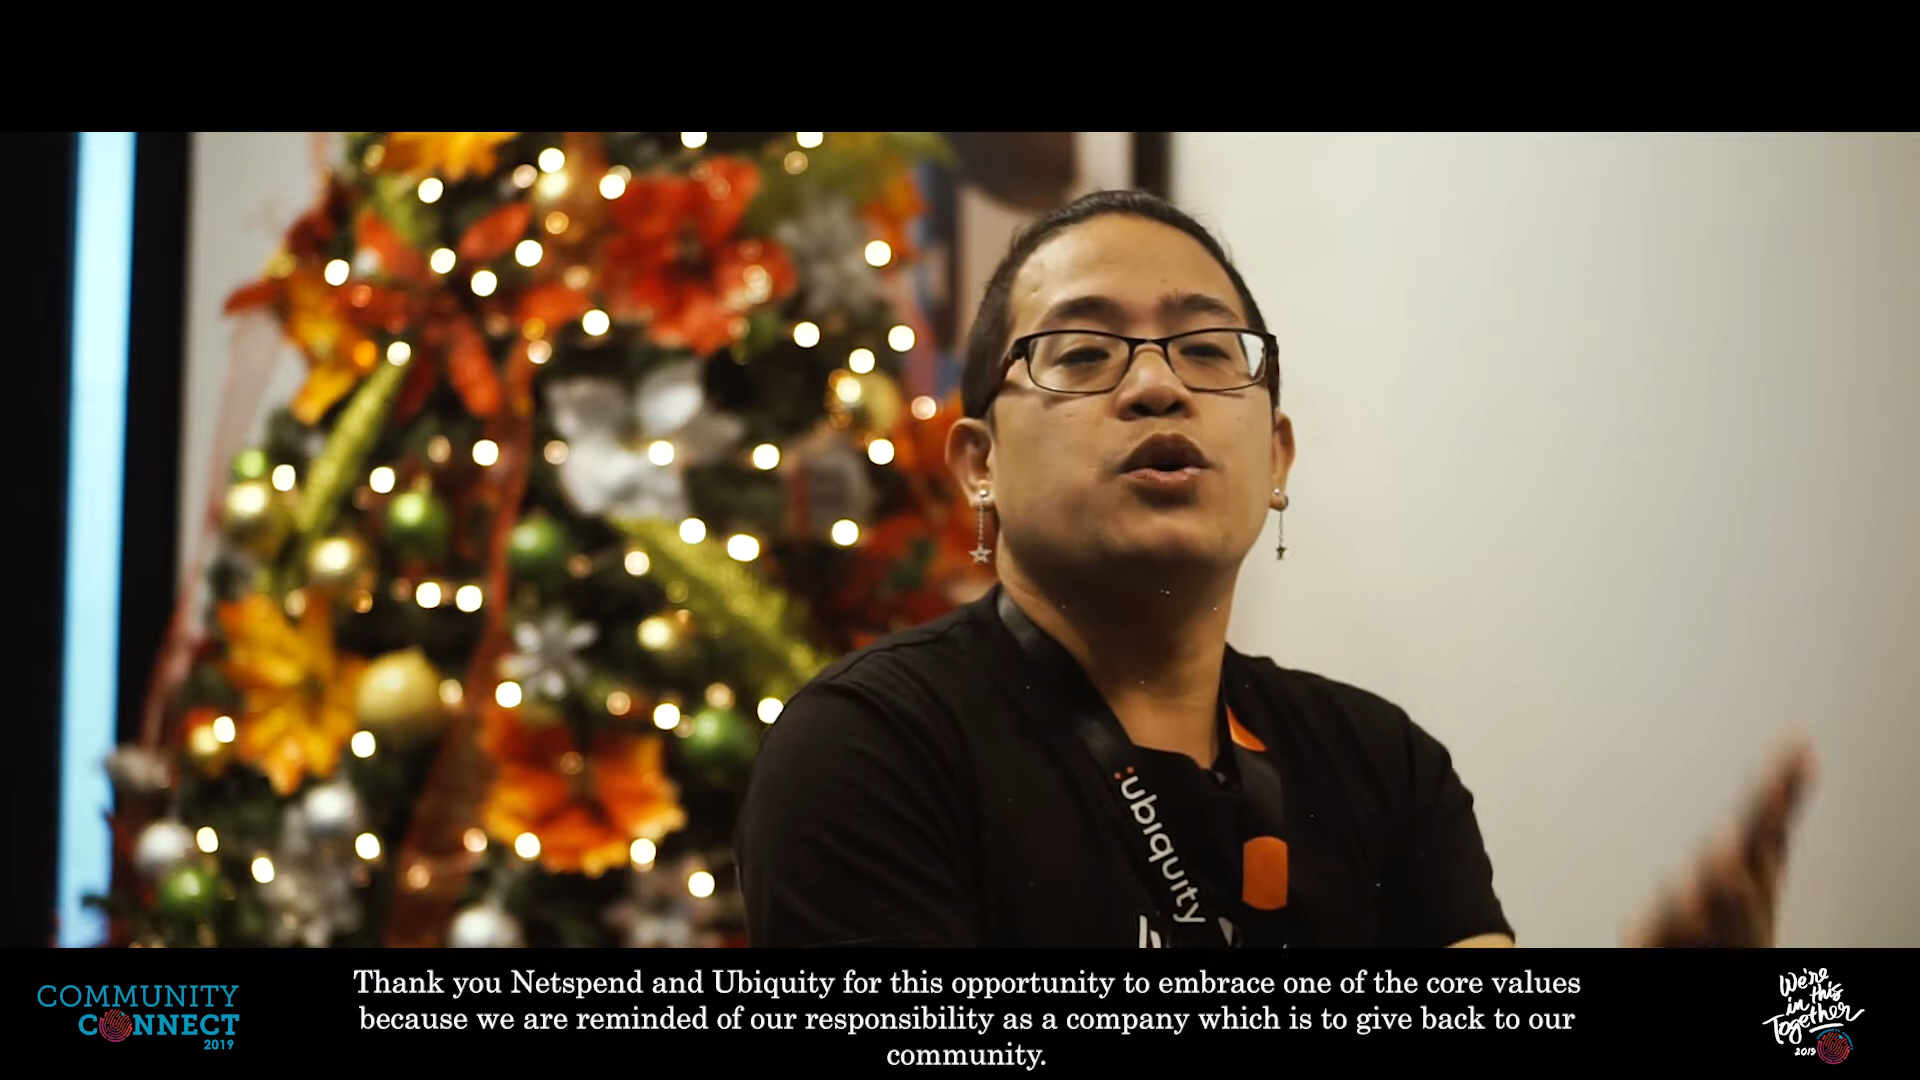 ubiquity
COMMUNITY
CONNECT
2019
Thank you Netspend and Ubiquity for this opportunity to embrace one of the core values
because we are reminded of our responsibility as a company which is to give back to our
community.
We're
in this
Together
2019